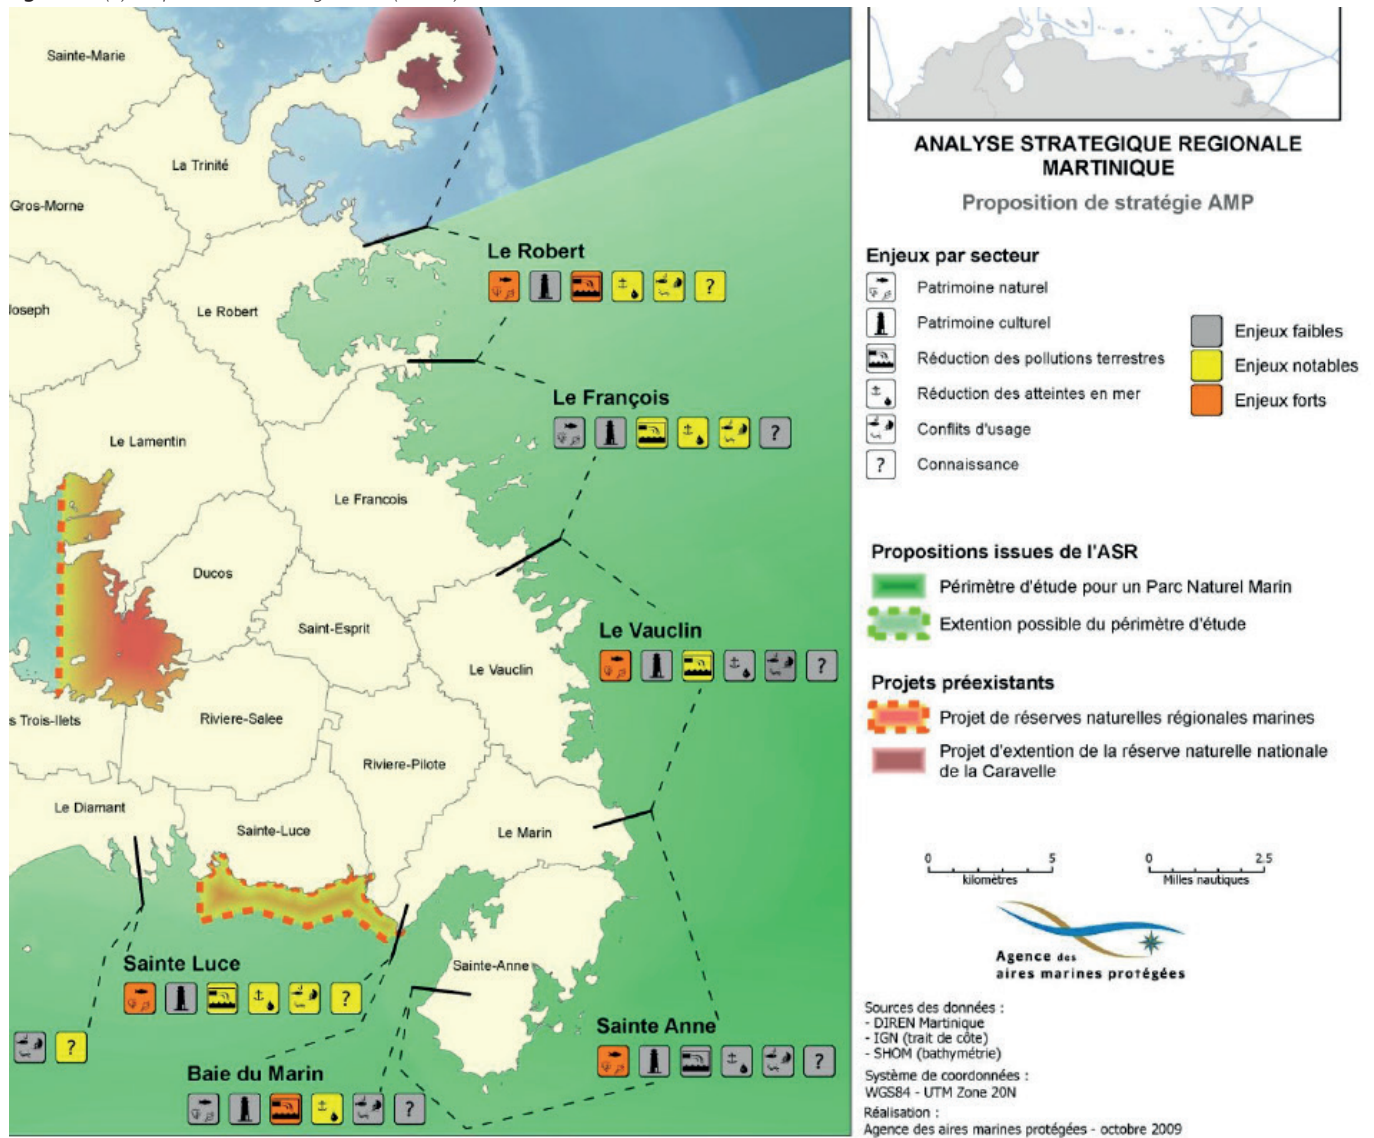 Sainte-Marie
La Trinité
Gros-Morne
Joseph
Le Robert
Le Lamentin
Le Francois
Ducos
Saint-Esprit
Le Vauclin
s Trois-Ilets
Riviere-Salee
Riviere-Pilote
Le Diamant
Sainte-Luce
Le Marin
Sainte-Anne
Le Robert
?
Le François
?
Le Vauclin
?
Sainte Luce
?
?
Baie du Marin
?
Sainte Anne
?
ANALYSE STRATEGIQUE REGIONALE
MARTINIQUE
Proposition de stratégie AMP
Enjeux par secteur
Patrimoine naturel
Patrimoine culturel
Réduction des pollutions terrestres
Réduction des atteintes en mer
Conflits d'usage
? Connaissance
Enjeux faibles
Enjeux notables
Enjeux forts
Propositions issues de l'ASR
Périmètre d'étude pour un Parc Naturel Marin
Extention possible du périmètre d'étude
Projets préexistants
Projet de réserves naturelles régionales marines
Projet d'extention de la réserve naturelle nationale
de la Caravelle
0 5
kilomètres
0 2.5
Milles nautiques
Agence des
aires marines protégées
Sources des données :
- DIREN Martinique
- IGN (trait de côte)
- SHOM (bathymétrie)
Système de coordonnées :
WGS84 - UTM Zone 20N
Réalisation :
Agence des aires marines protégées - octobre 2009